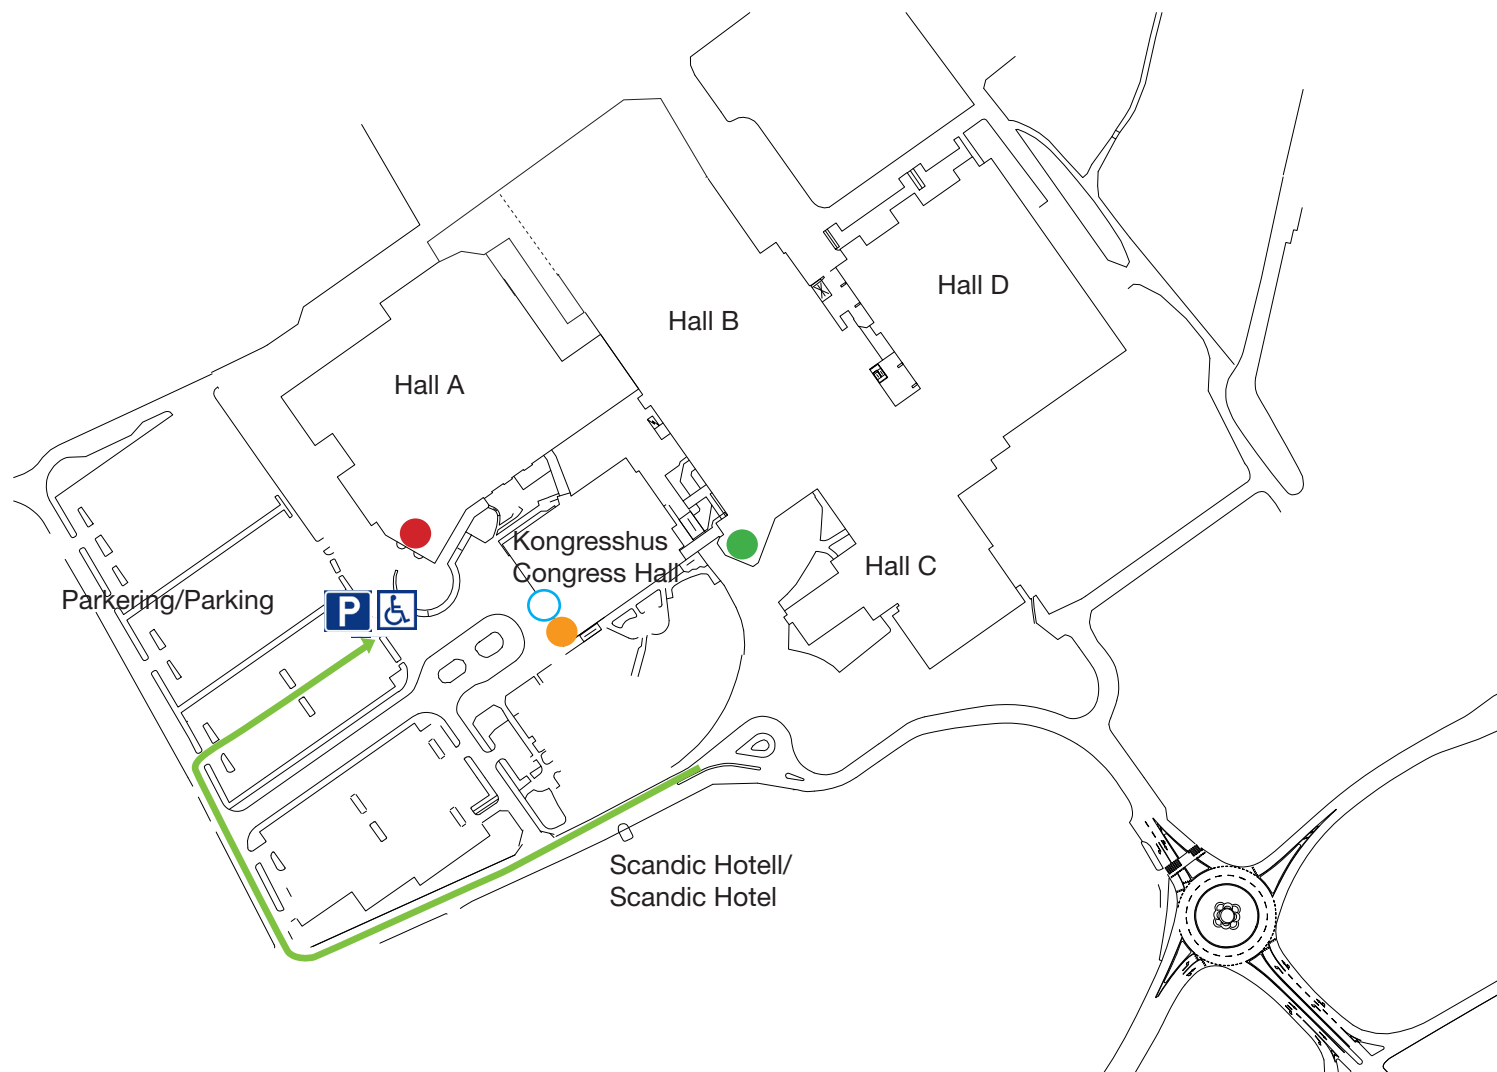 Hall D
Hall B
Hall A
Kongresshus
Congress Hall
Hall C
Parkering/Parking
P
Scandic Hotell/
Scandic Hotel